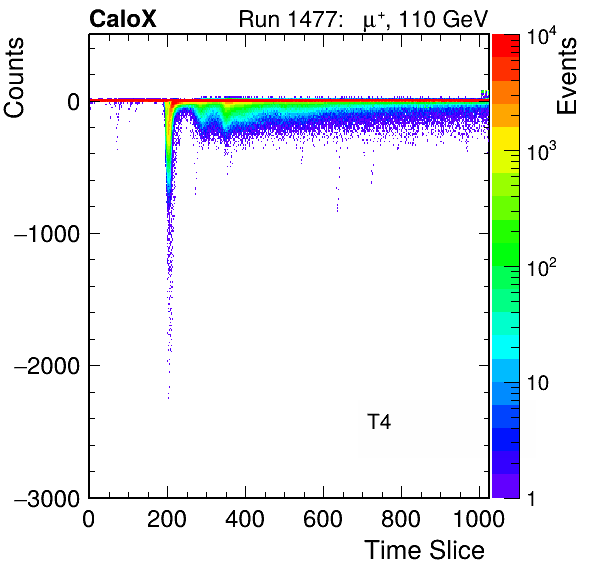 CaloX Run 1477: μ⁺, 110 GeV
Counts
Events
0
−1000
−2000
−3000
0 200 400 600 800 1000
Time Slice
T4
10⁴
10³
10²
10
1